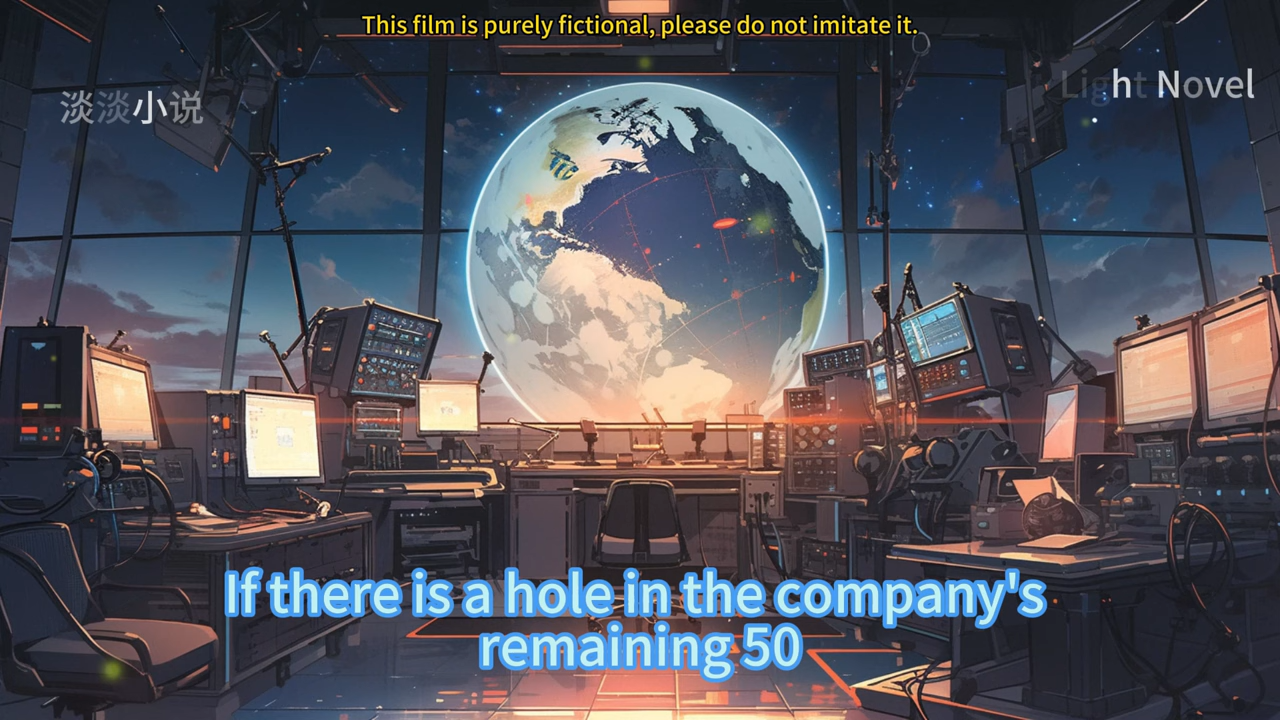 This film is purely fictional, please do not imitate it.
淡淡小说
Light Novel
If there is a hole in the company's
remaining 50